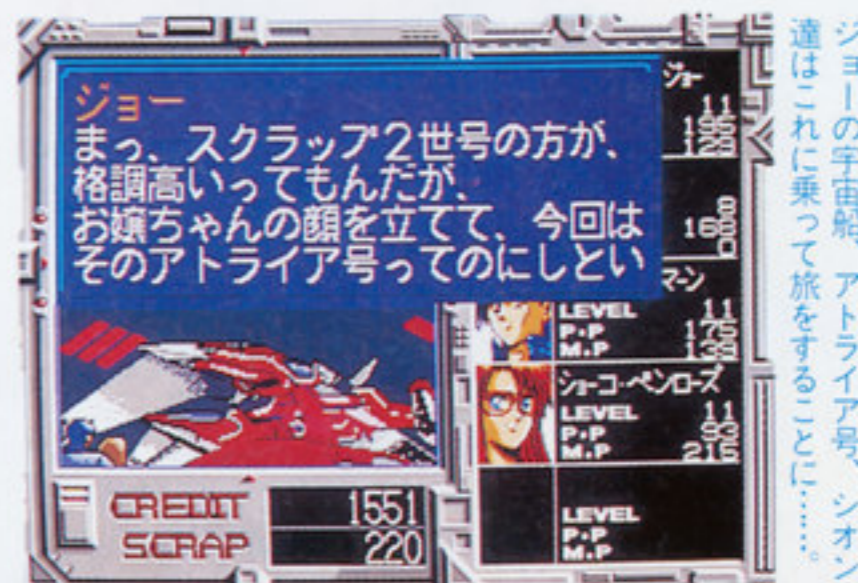 ジョー
まっ、スクラップ2世号の方が、
格調高いってもんだが、
お嬢ちゃんの顔を立てて、今回は
そのアトライア号ってのにしとい
ジョー
11
195
129
8
168
0
マーン
LEVEL 11
P.P 175
M.P 139
ショーコ・ペンローズ
LEVEL 11
P.P 93
M.P 216
LEVEL
P.P
M.P
CREDIT 1551
SCRAP 220
ジョーの宇宙船、アトライア号、シオン
達はこれに乗って旅をすることに……。